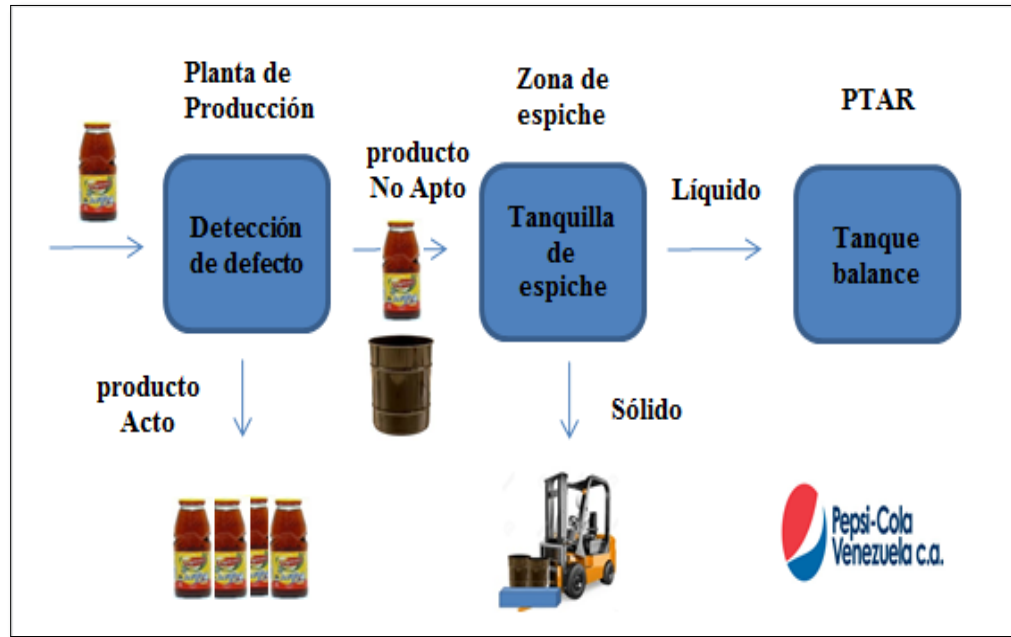 Planta de
Producción
Zona de
espiche
PTAR
producto
No Apto
Líquido
Detección
de defecto
Tanquilla
de
espiche
Tanque
balance
producto
Acto
Sólido
Pepsi-Cola
Venezuela c.a.